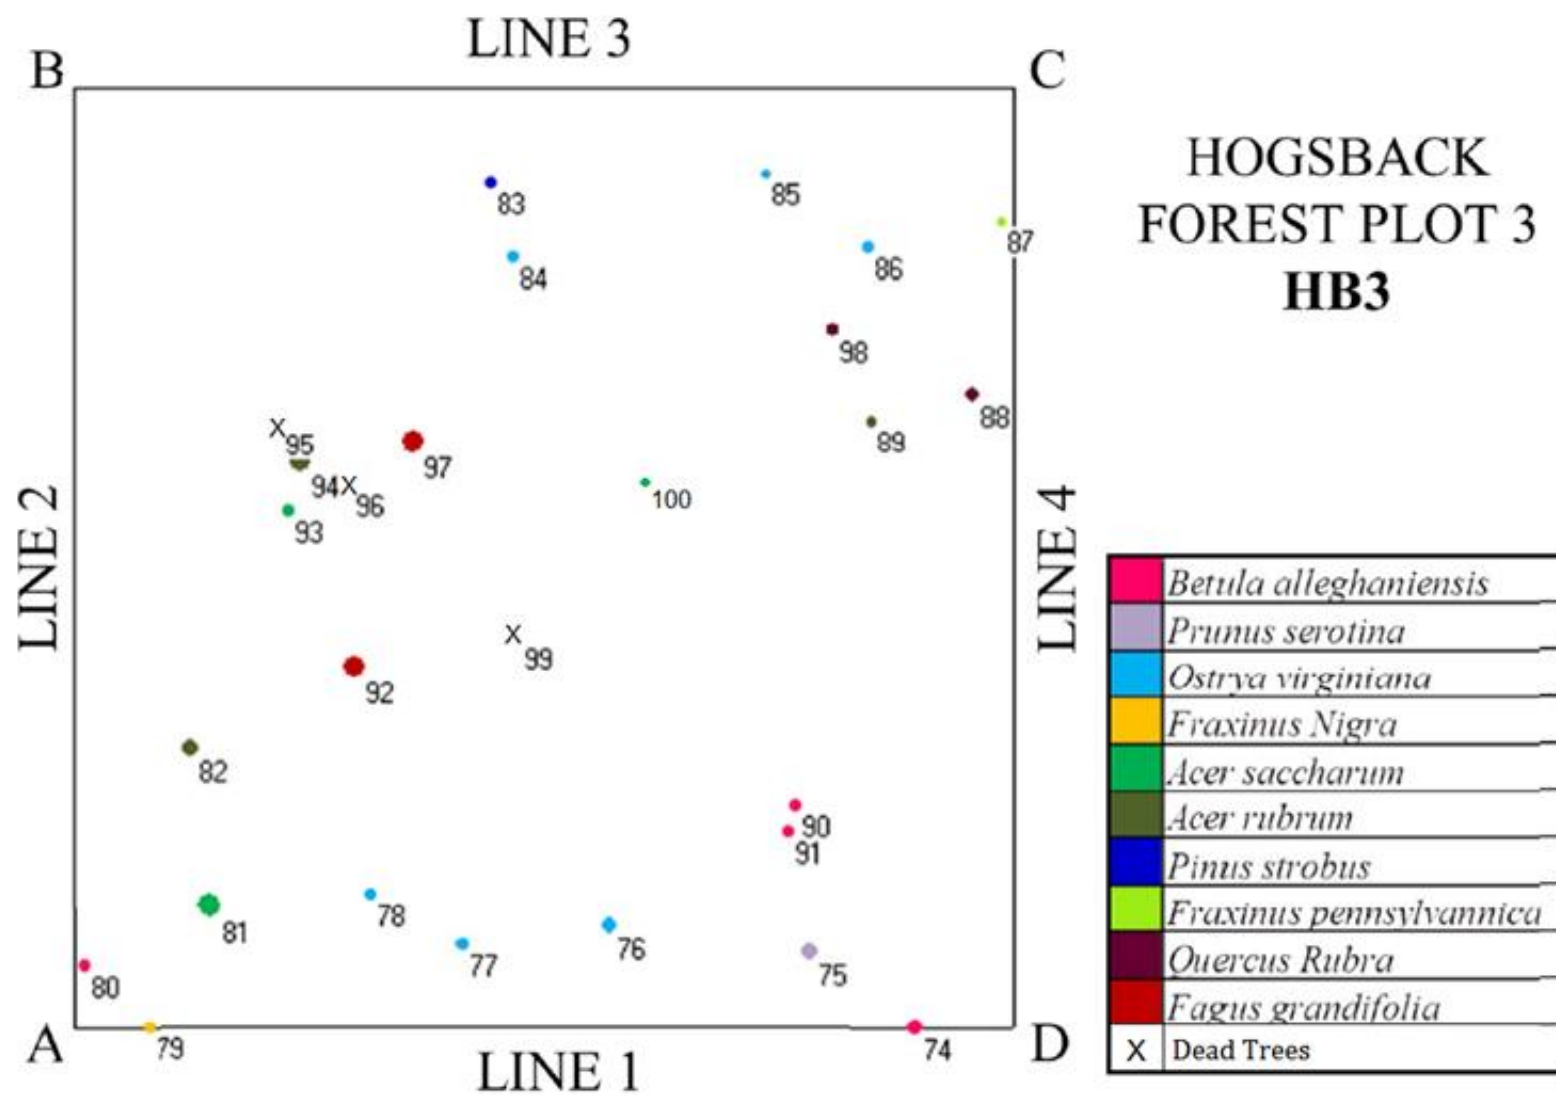 LINE 3
B
C
HOGSBACK
FOREST PLOT 3
HB3
83
85
84
86
87
98
88
89
X
95
97
94 X
96
93
100
LINE 2
LINE 4
X
99
92
82
90
91
81
78
77
76
75
80
79
74
A
D
LINE 1
Betula alleghaniensis
Prunus serotina
Ostrya virginiana
Fraxinus Nigra
Acer saccharum
Acer rubrum
Pinus strobus
Fraxinus pennsylvannica
Quercus Rubra
Fagus grandifolia
X Dead Trees